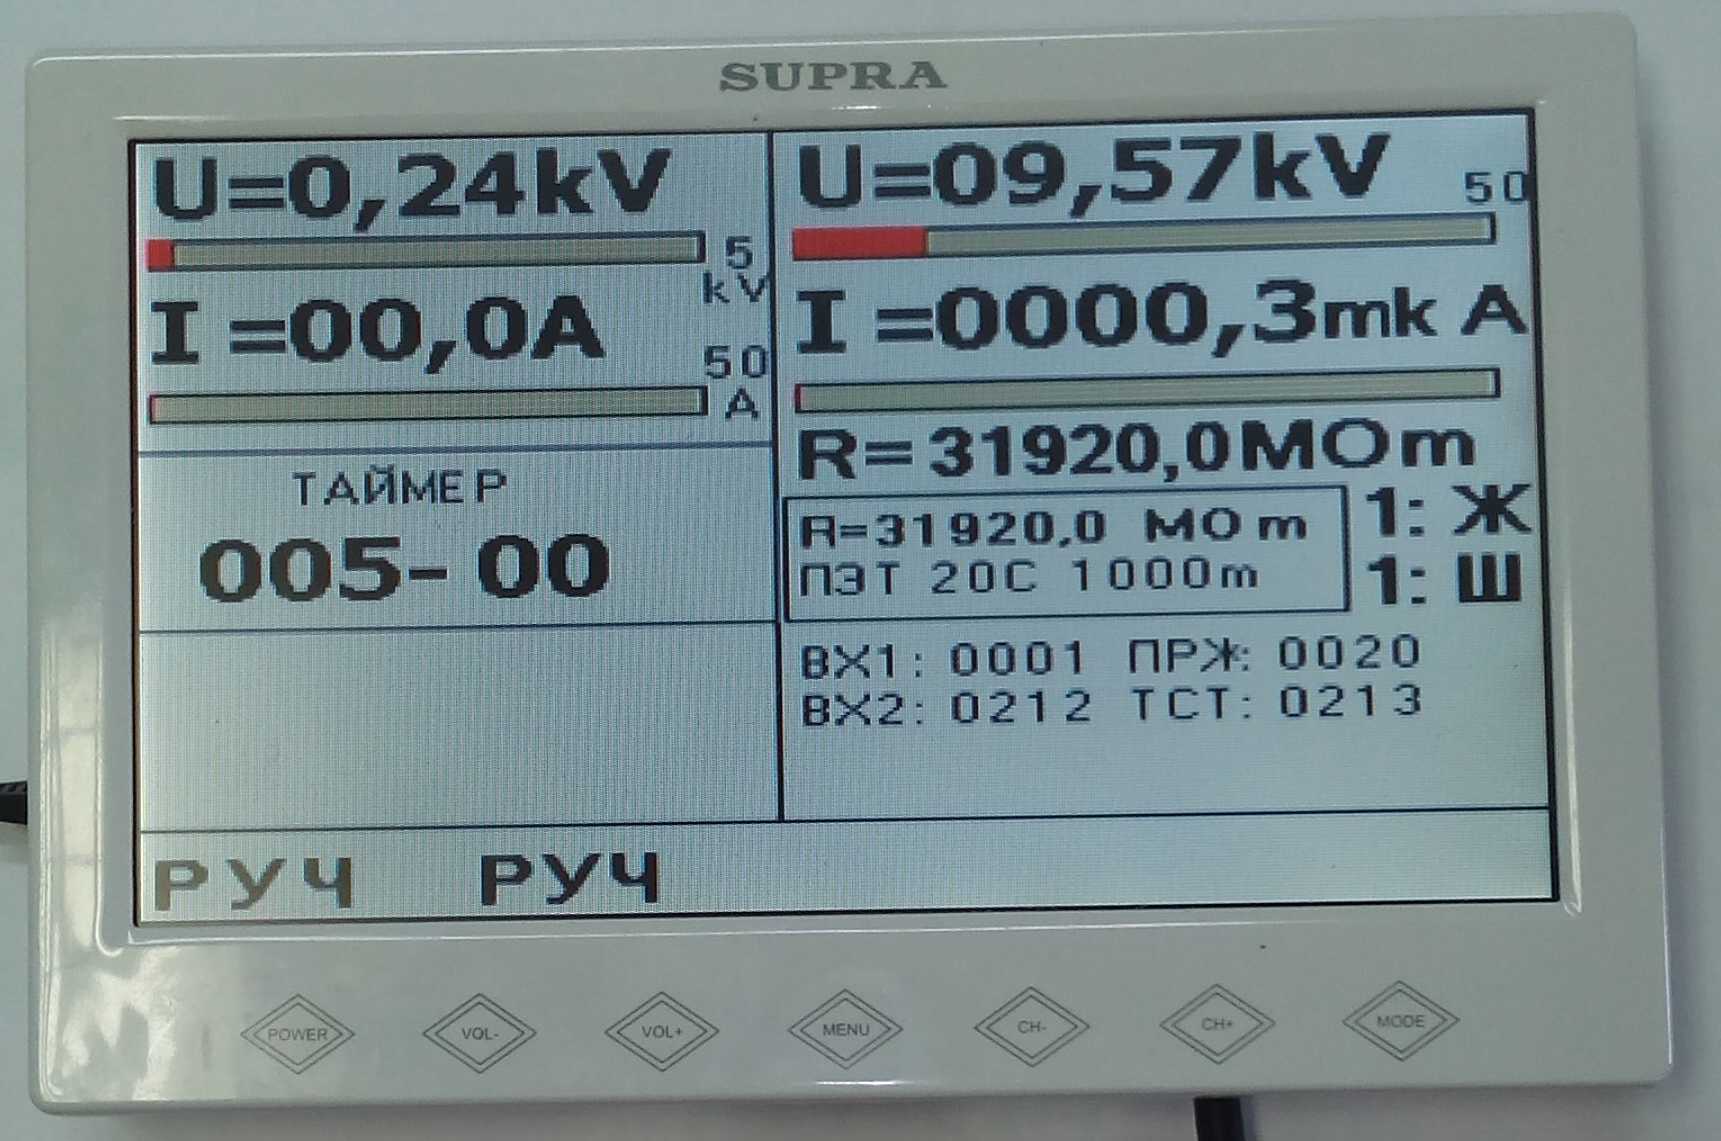 SUPRA
U=0,24kV
5
kV
I =00,0A
50
A
ТАЙМЕР
005- 00
U=09,57kV
50
I =0000,3mk A
R= 31920,0MOm
R=31920,0 MOm
ПЭТ 20С 1000m
1: Ж
1: Ш
ВХ1: 0001 ПРЖ: 0020
ВХ2: 0212 ТСТ: 0213
РУЧ РУЧ
POWER VOL- VOL+ MENU CH- CH+ MODE